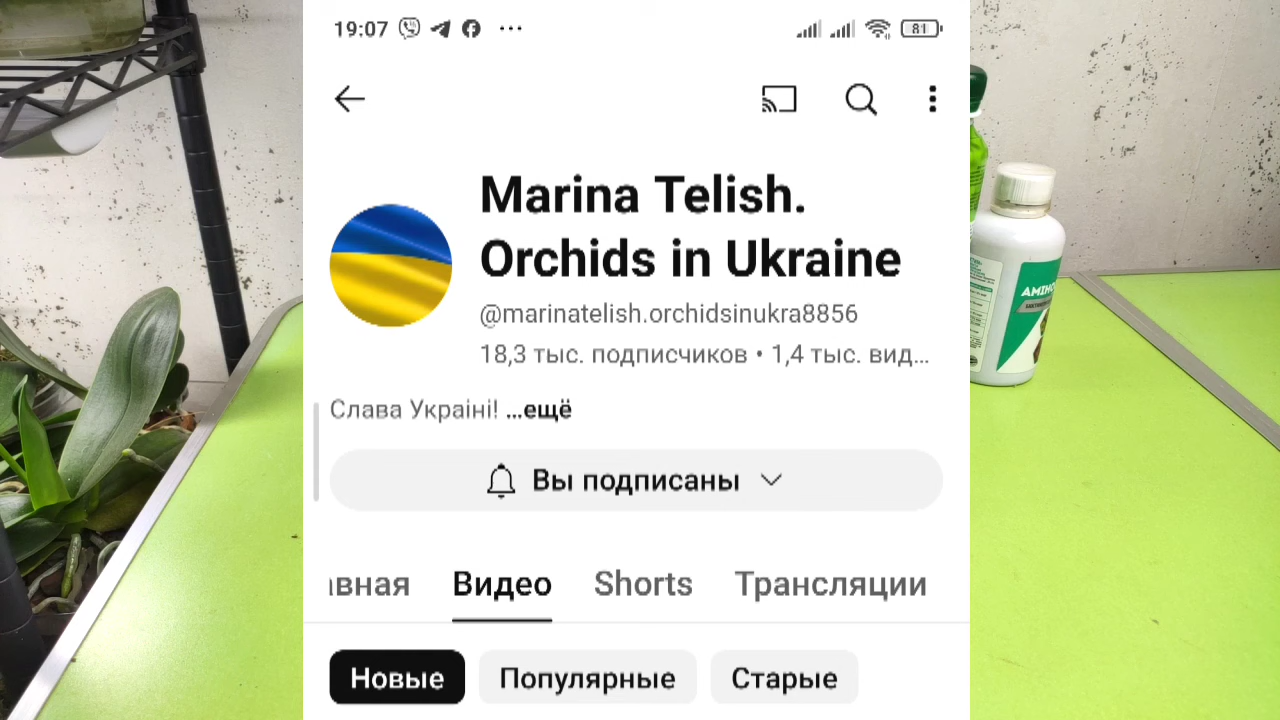 19:07 81
Marina Telish.
Orchids in Ukraine
@marinatelish.orchidsinukra8856
18,3 тыс. подписчиков • 1,4 тыс. вид...
Слава Україні! ...ещё
Вы подписаны
авная Видео Shorts Трансляции
Новые Популярные Старые